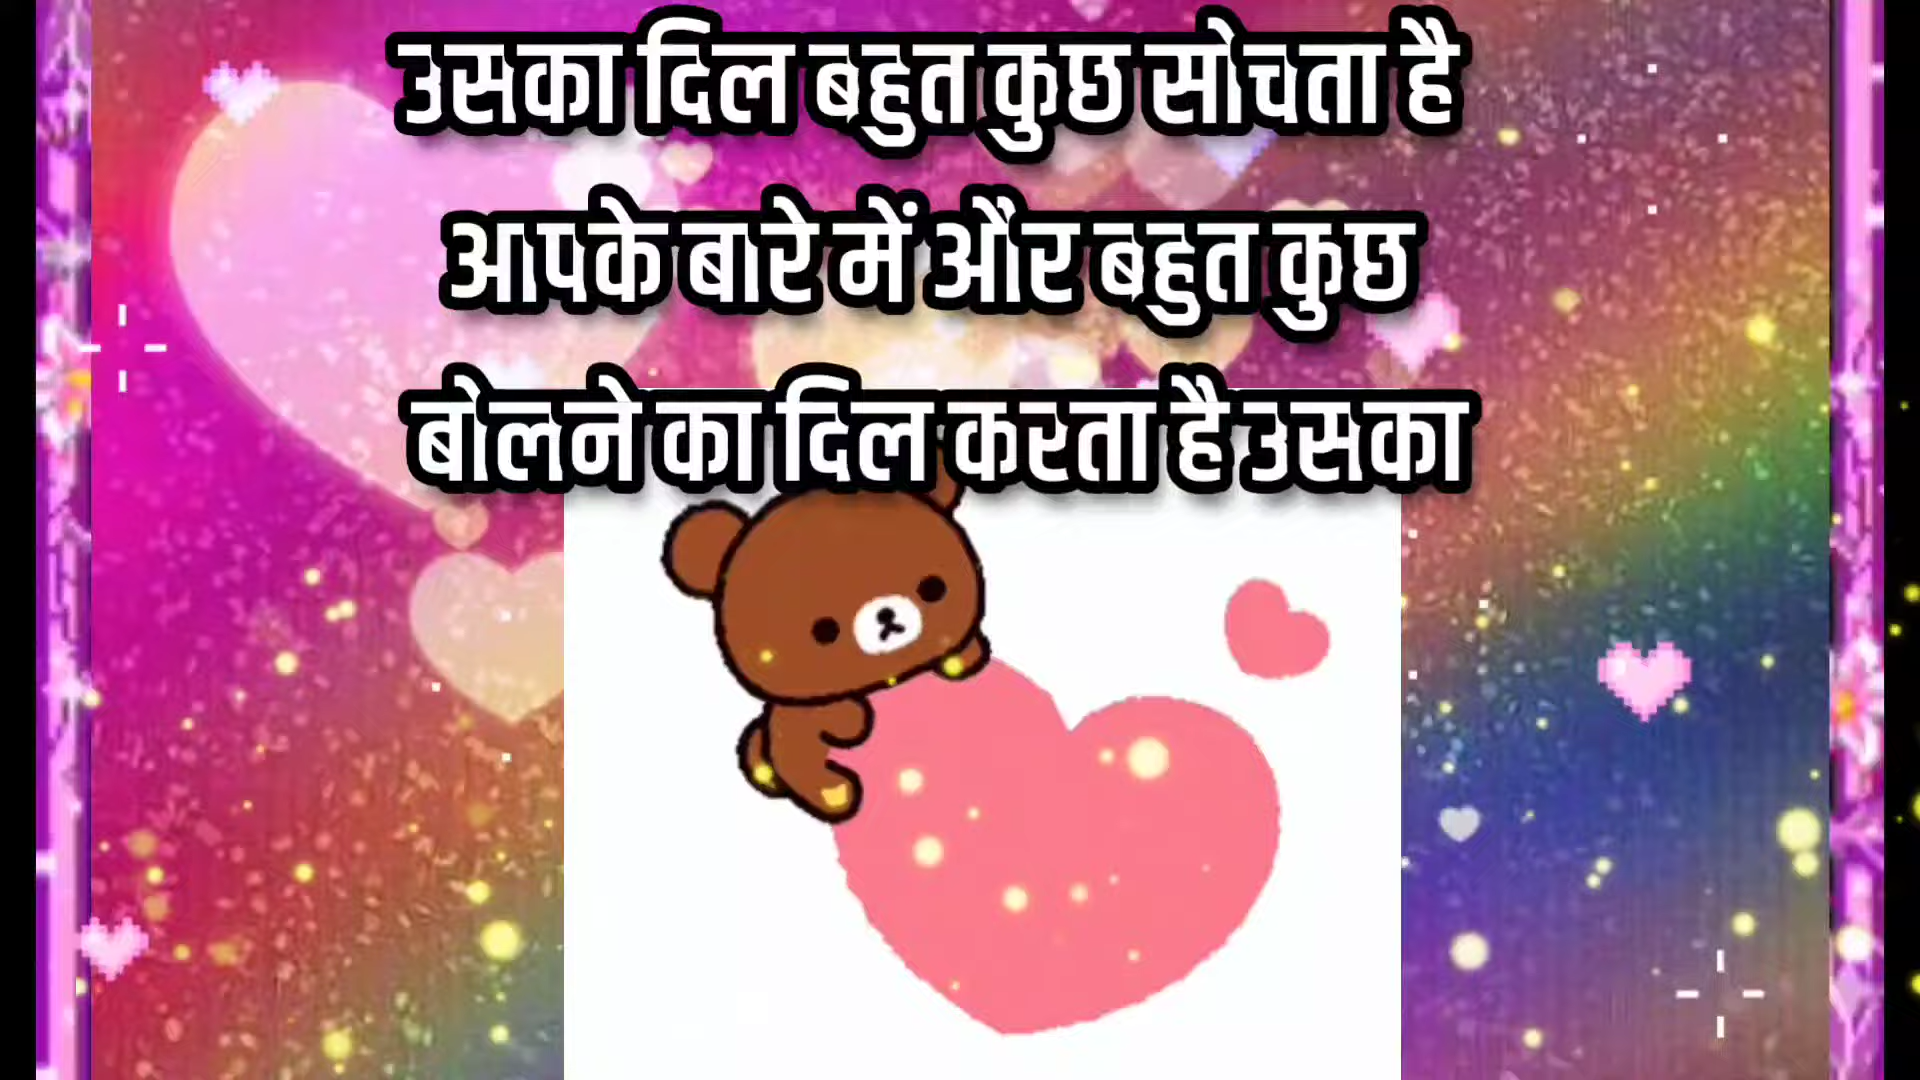 उसका दिल बहुत कुछ सोचता है
आपके बारे में और बहुत कुछ
बोलने का दिल करता है उसका